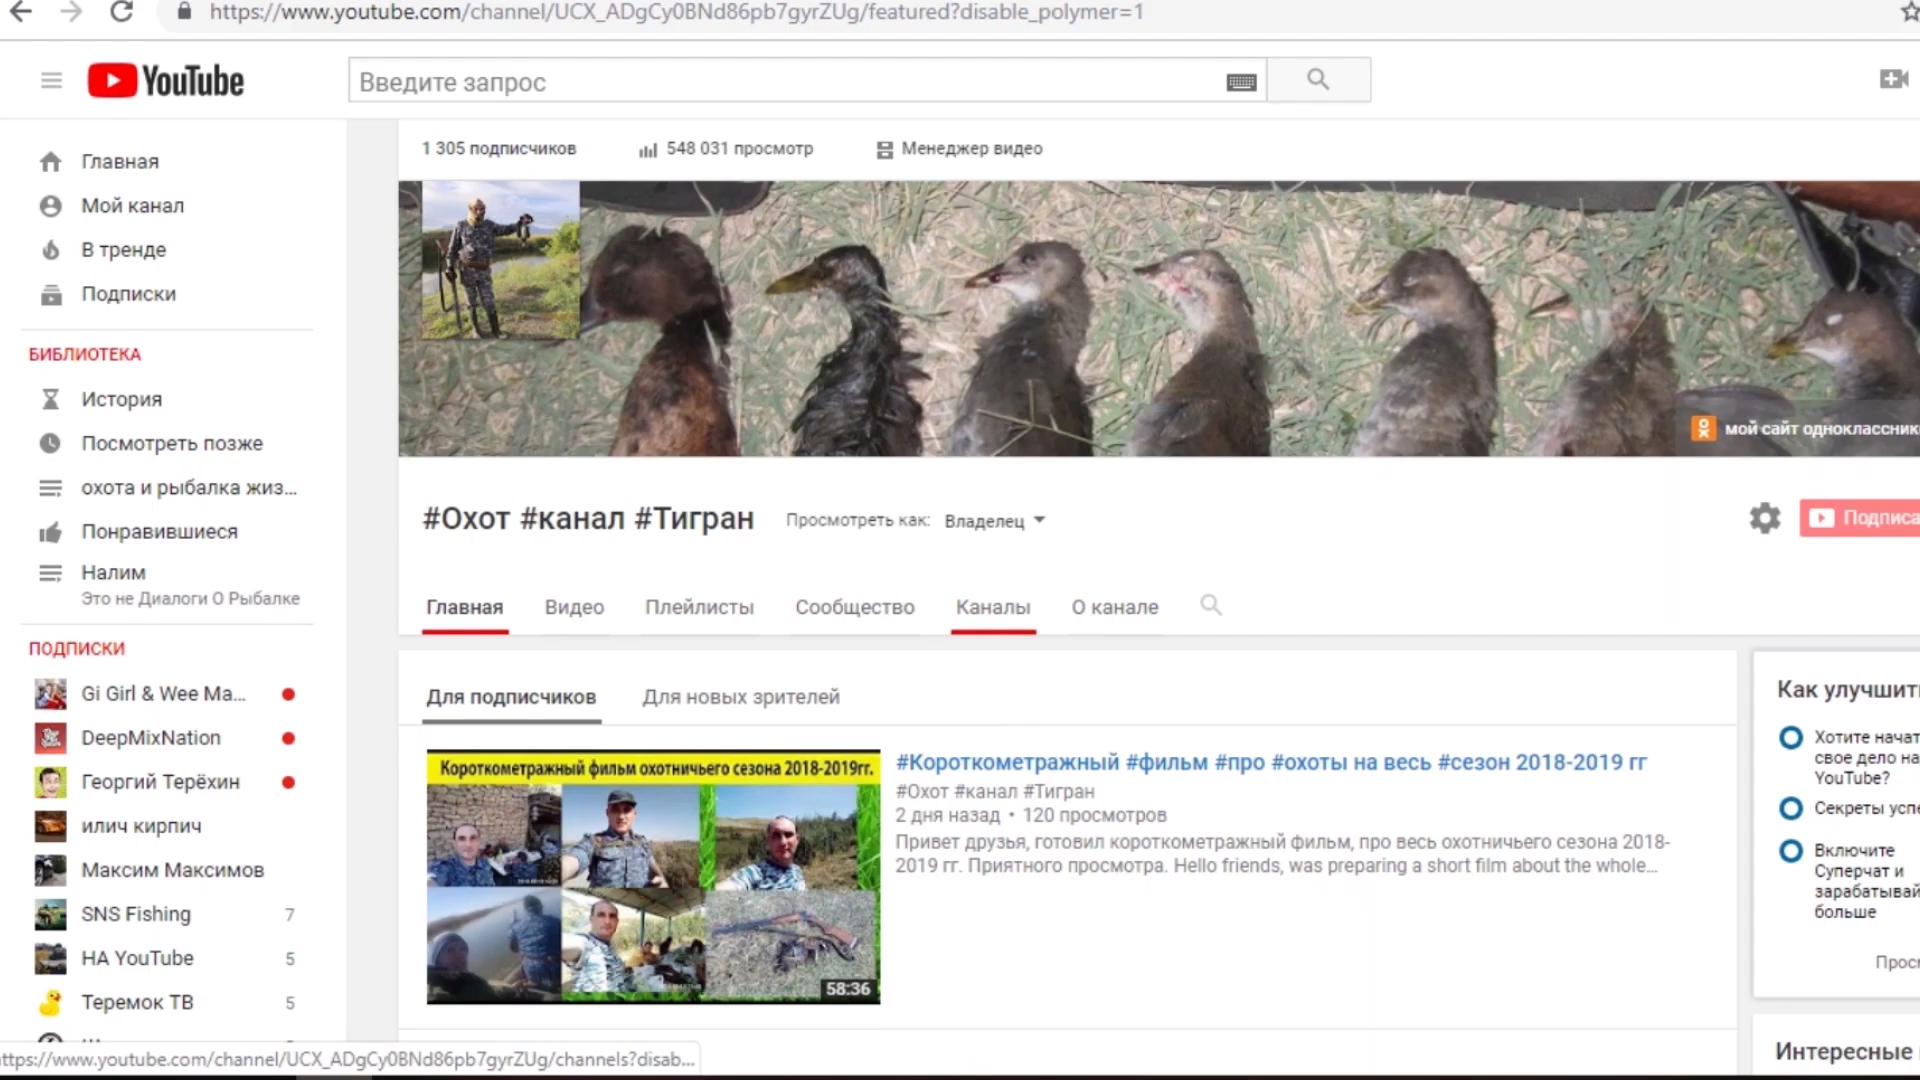 https://www.youtube.com/channel/UCX_ADgCy0BNd86pb7gyrZUg/featured?disable_polymer=1
YouTube
Введите запрос
Главная
Мой канал
В тренде
Подписки
БИБЛИОТЕКА
История
Посмотреть позже
охота и рыбалка жиз...
Понравившиеся
Налим
Это не Диалоги О Рыбалке
ПОДПИСКИ
Gi Girl & Wee Ma...
DeepMixNation
Георгий Терёхин
илич кирпич
Максим Максимов
SNS Fishing 7
НА YouTube 5
Теремок ТВ 5
ttps://www.youtube.com/channel/UCX_ADgCy0BNd86pb7gyrZUg/channels?disab...
1 305 подписчиков
548 031 просмотр
Менеджер видео
мой сайт одноклассник
#Охот #канал #Тигран
Просмотреть как: Владелец
Подписа
Главная
Видео
Плейлисты
Сообщество
Каналы
О канале
Для подписчиков
Для новых зрителей
Короткометражный фильм охотничьего сезона 2018-2019гг.
58:36
#Короткометражный #фильм #про #охоты на весь #сезон 2018-2019 гг
#Охот #канал #Тигран
2 дня назад • 120 просмотров
Привет друзья, готовил короткометражный фильм, про весь охотничьего сезона 2018-
2019 гг. Приятного просмотра. Hello friends, was preparing a short film about the whole...
Как улучшит
Хотите начат
свое дело на
YouTube?
Секреты успе
Включите
Суперчат и
зарабатывай
больше
Прос
Интересные